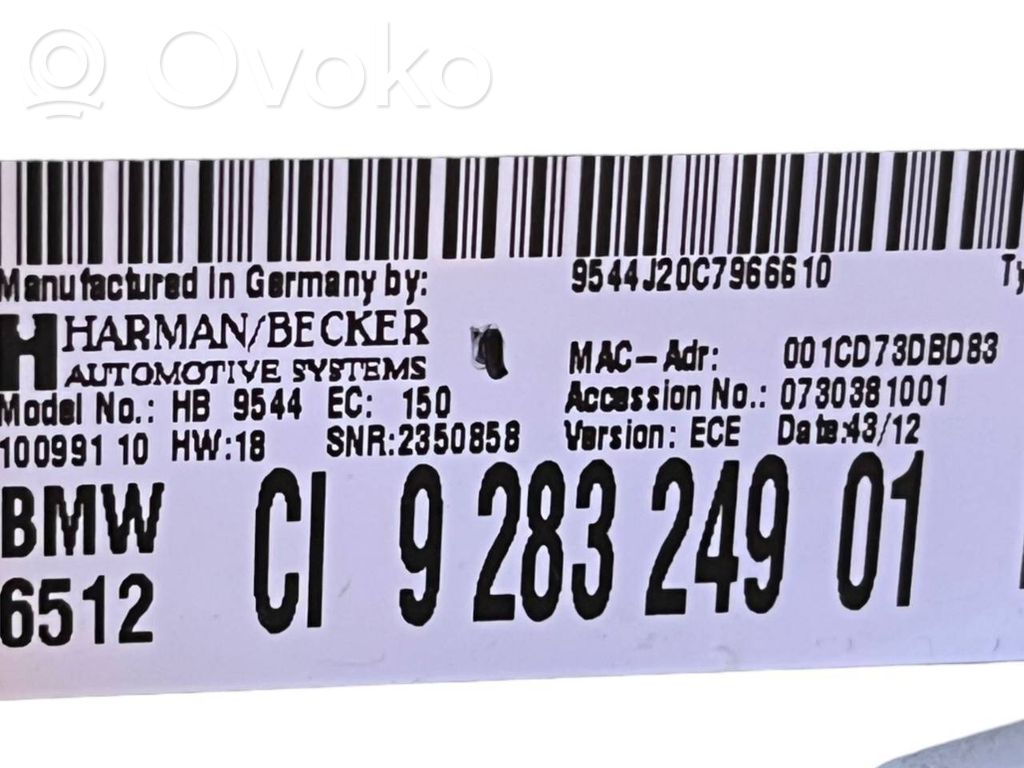 Ovoko
9544J20C7966610
Manufactured in Germany by:
HARMAN/BECKER
AUTOMOTIVE SYSTEMS
MAC-Adr: 001CD73DBD83
Accession No.: 0730381001
Model No.: HB 9544 EC: 150
Version: ECE Date:43/12
10099110 HW:18 SNR:2350858
BMW CI 9 283 249 01
6512